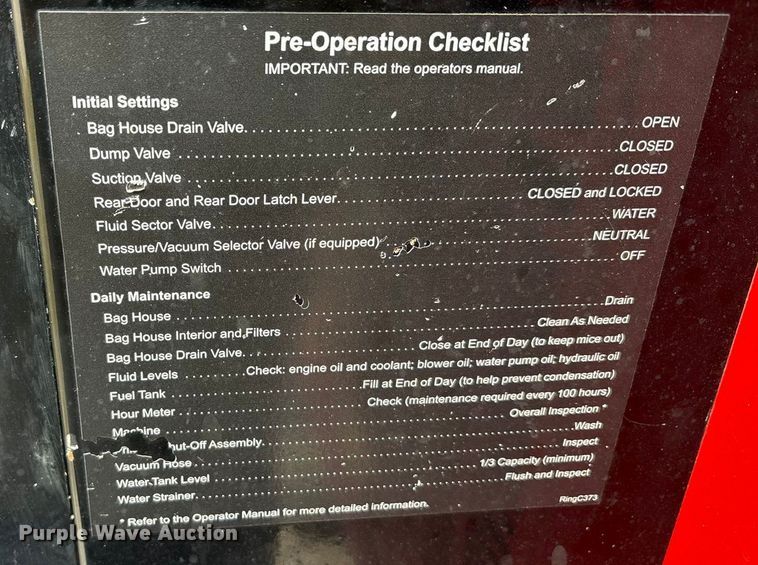 Pre-Operation Checklist
IMPORTANT: Read the operators manual.
Initial Settings
Bag House Drain Valve OPEN
Dump Valve CLOSED
Suction Valve CLOSED
Rear Door and Rear Door Latch Lever CLOSED and LOCKED
Fluid Sector Valve WATER
Pressure/Vacuum Selector Valve (if equipped) NEUTRAL
Water Pump Switch OFF
Daily Maintenance
Bag House Drain
Bag House Interior and Filters Clean As Needed
Bag House Drain Valve Close at End of Day (to keep mice out)
Fluid Levels Check: engine oil and coolant; blower oil; water pump oil; hydraulic oil
Fuel Tank Fill at End of Day (to help prevent condensation)
Hour Meter Check (maintenance required every 100 hours)
Machine Overall Inspection *
Shut-Off Assembly Wash
Vacuum Hose Inspect
Water Tank Level 1/3 Capacity (minimum)
Water Strainer Flush and Inspect
* Refer to the Operator Manual for more detailed information.
RingC373
Purple Wave Auction